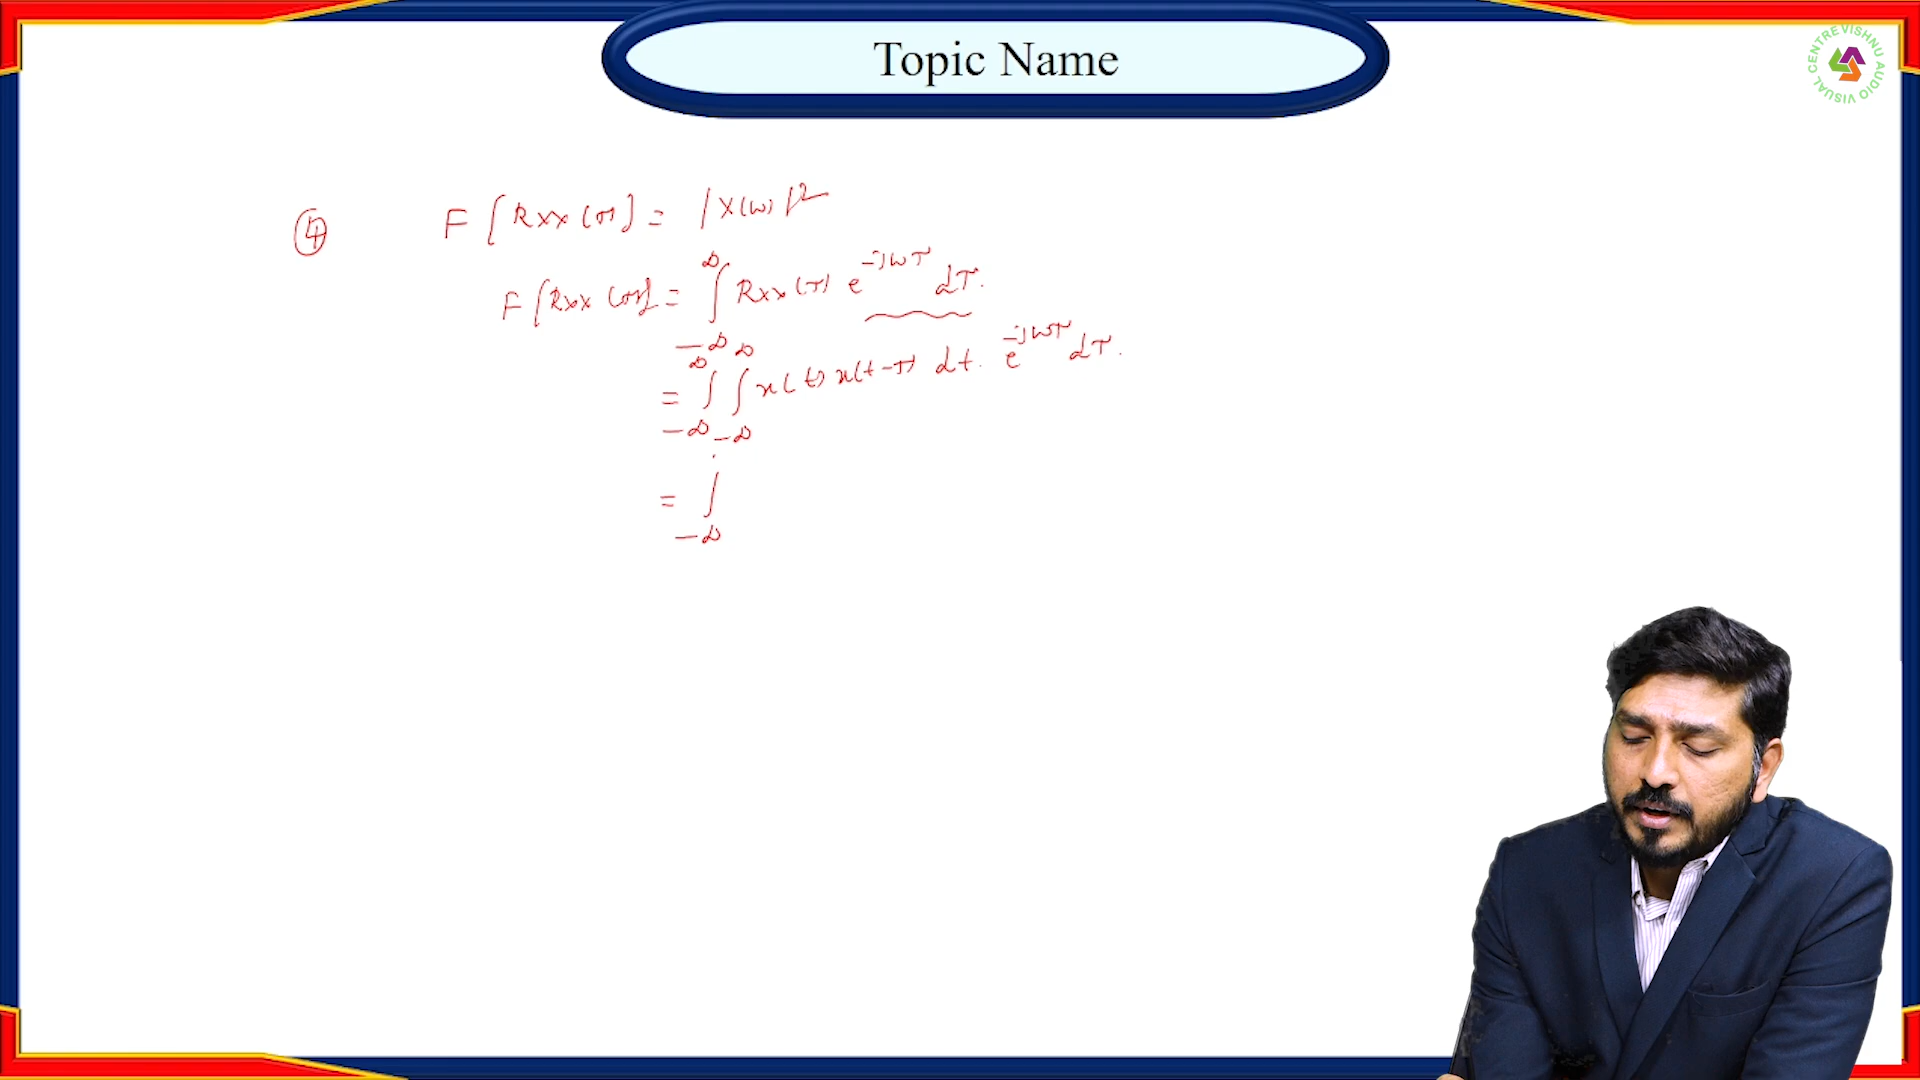 Topic Name
VISHNU AUDIO VISUAL CENTRE
④ F[Rxx(τ)] = |X(ω)|²
F[Rxx(τ)] = ∫_{-∞}^{∞} Rxx(τ) e^{-jωτ} dτ.
= ∫_{-∞}^{∞} ∫_{-∞}^{∞} x(t) x(t-τ) dt. e^{-jωτ} dτ.
= ∫_{-∞}